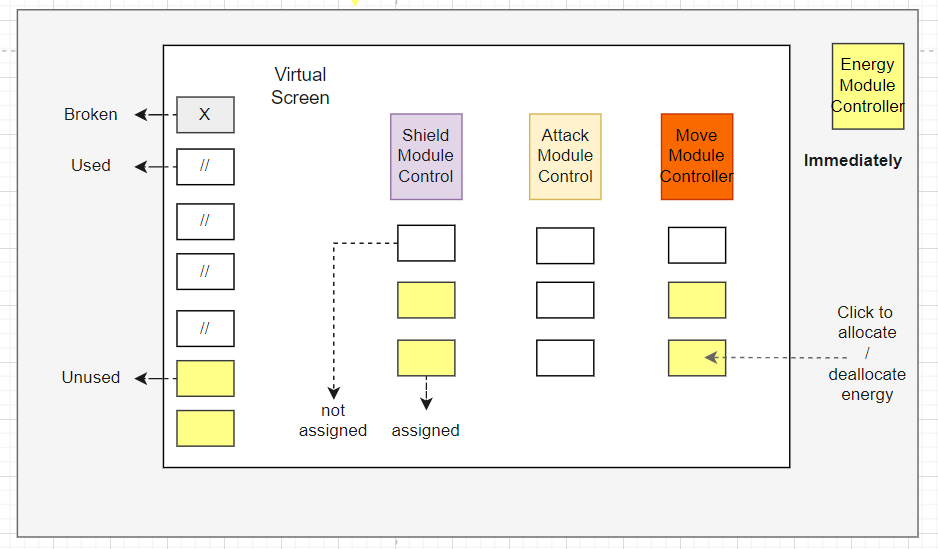 Virtual
Screen
Energy
Module
Controller
Immediately
Broken
X
Used
//
//
//
//
Unused
Shield
Module
Control
Attack
Module
Control
Move
Module
Controller
not
assigned
assigned
Click to
allocate
/
deallocate
energy